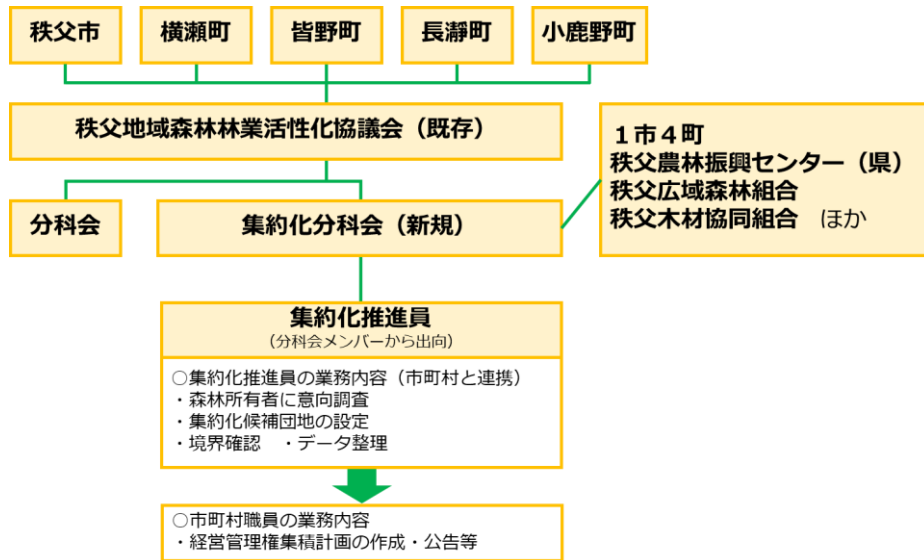 秩父市
横瀬町
皆野町
長瀞町
小鹿野町
秩父地域森林林業活性化協議会（既存）
１市４町
秩父農林振興センター（県）
秩父広域森林組合
秩父木材協同組合　ほか
分科会
集約化分科会（新規）
集約化推進員
（分科会メンバーから出向）
○集約化推進員の業務内容（市町村と連携）
・森林所有者に意向調査
・集約化候補団地の設定
・境界確認　・データ整理
○市町村職員の業務内容
・経営管理権集積計画の作成・公告等